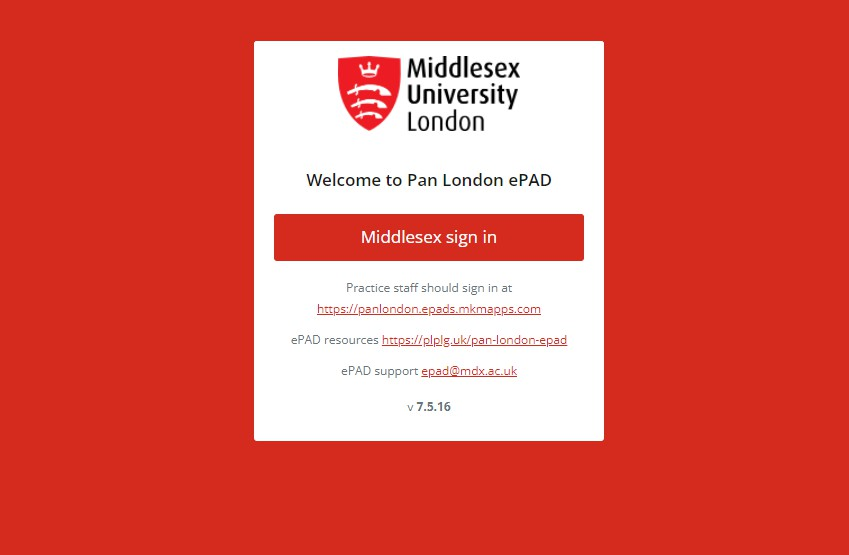 Middlesex
University
London
Welcome to Pan London ePAD
Middlesex sign in
Practice staff should sign in at
https://panlondon.epads.mkmapps.com
ePAD resources https://plplg.uk/pan-london-epad
ePAD support epad@mdx.ac.uk
v 7.5.16